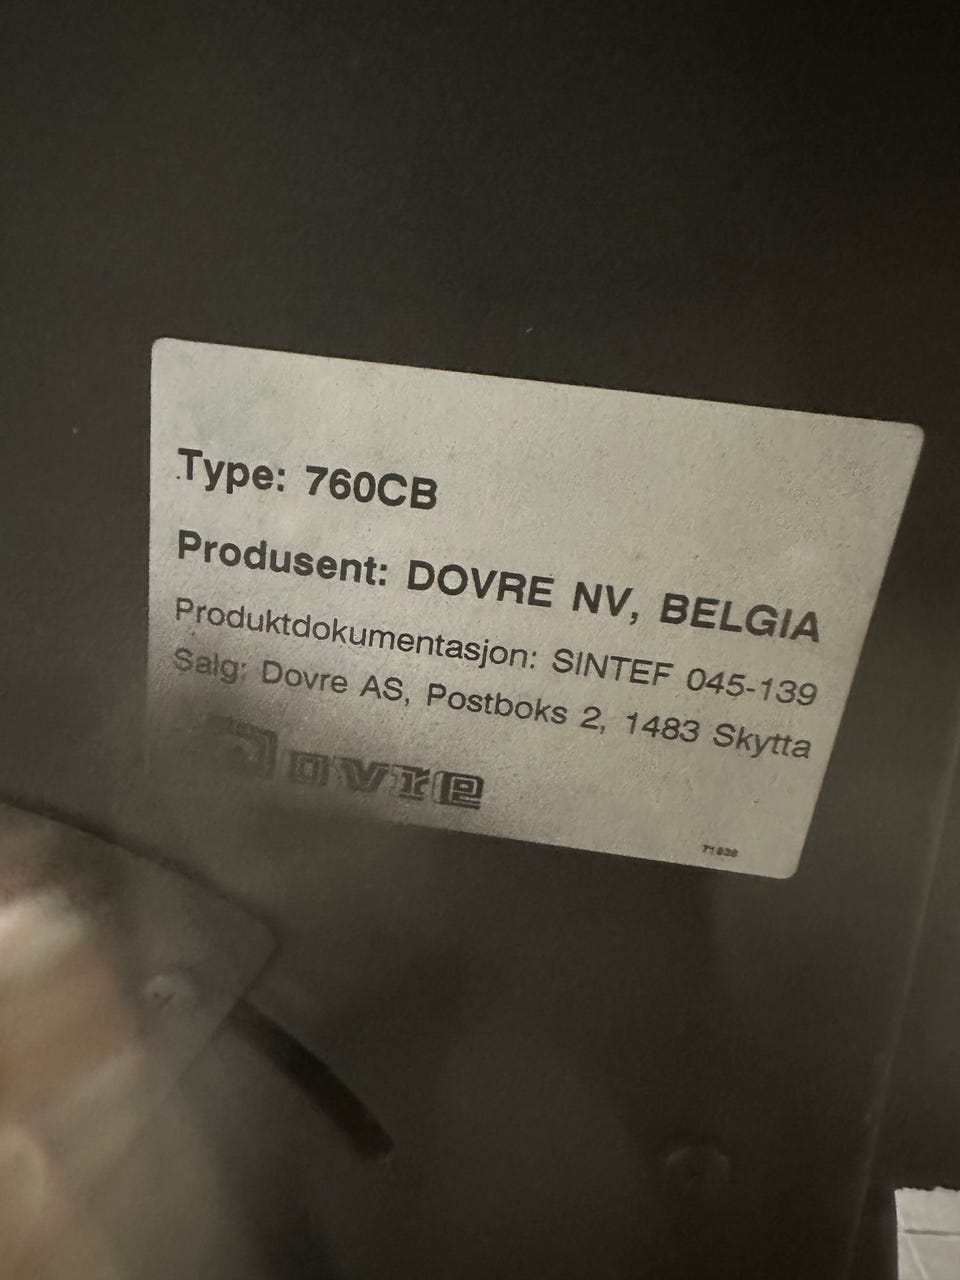 Type: 760CB
Produsent: DOVRE NV, BELGIA
Produktdokumentasjon: SINTEF 045-139
Salg: Dovre AS, Postboks 2, 1483 Skytta
Dovre